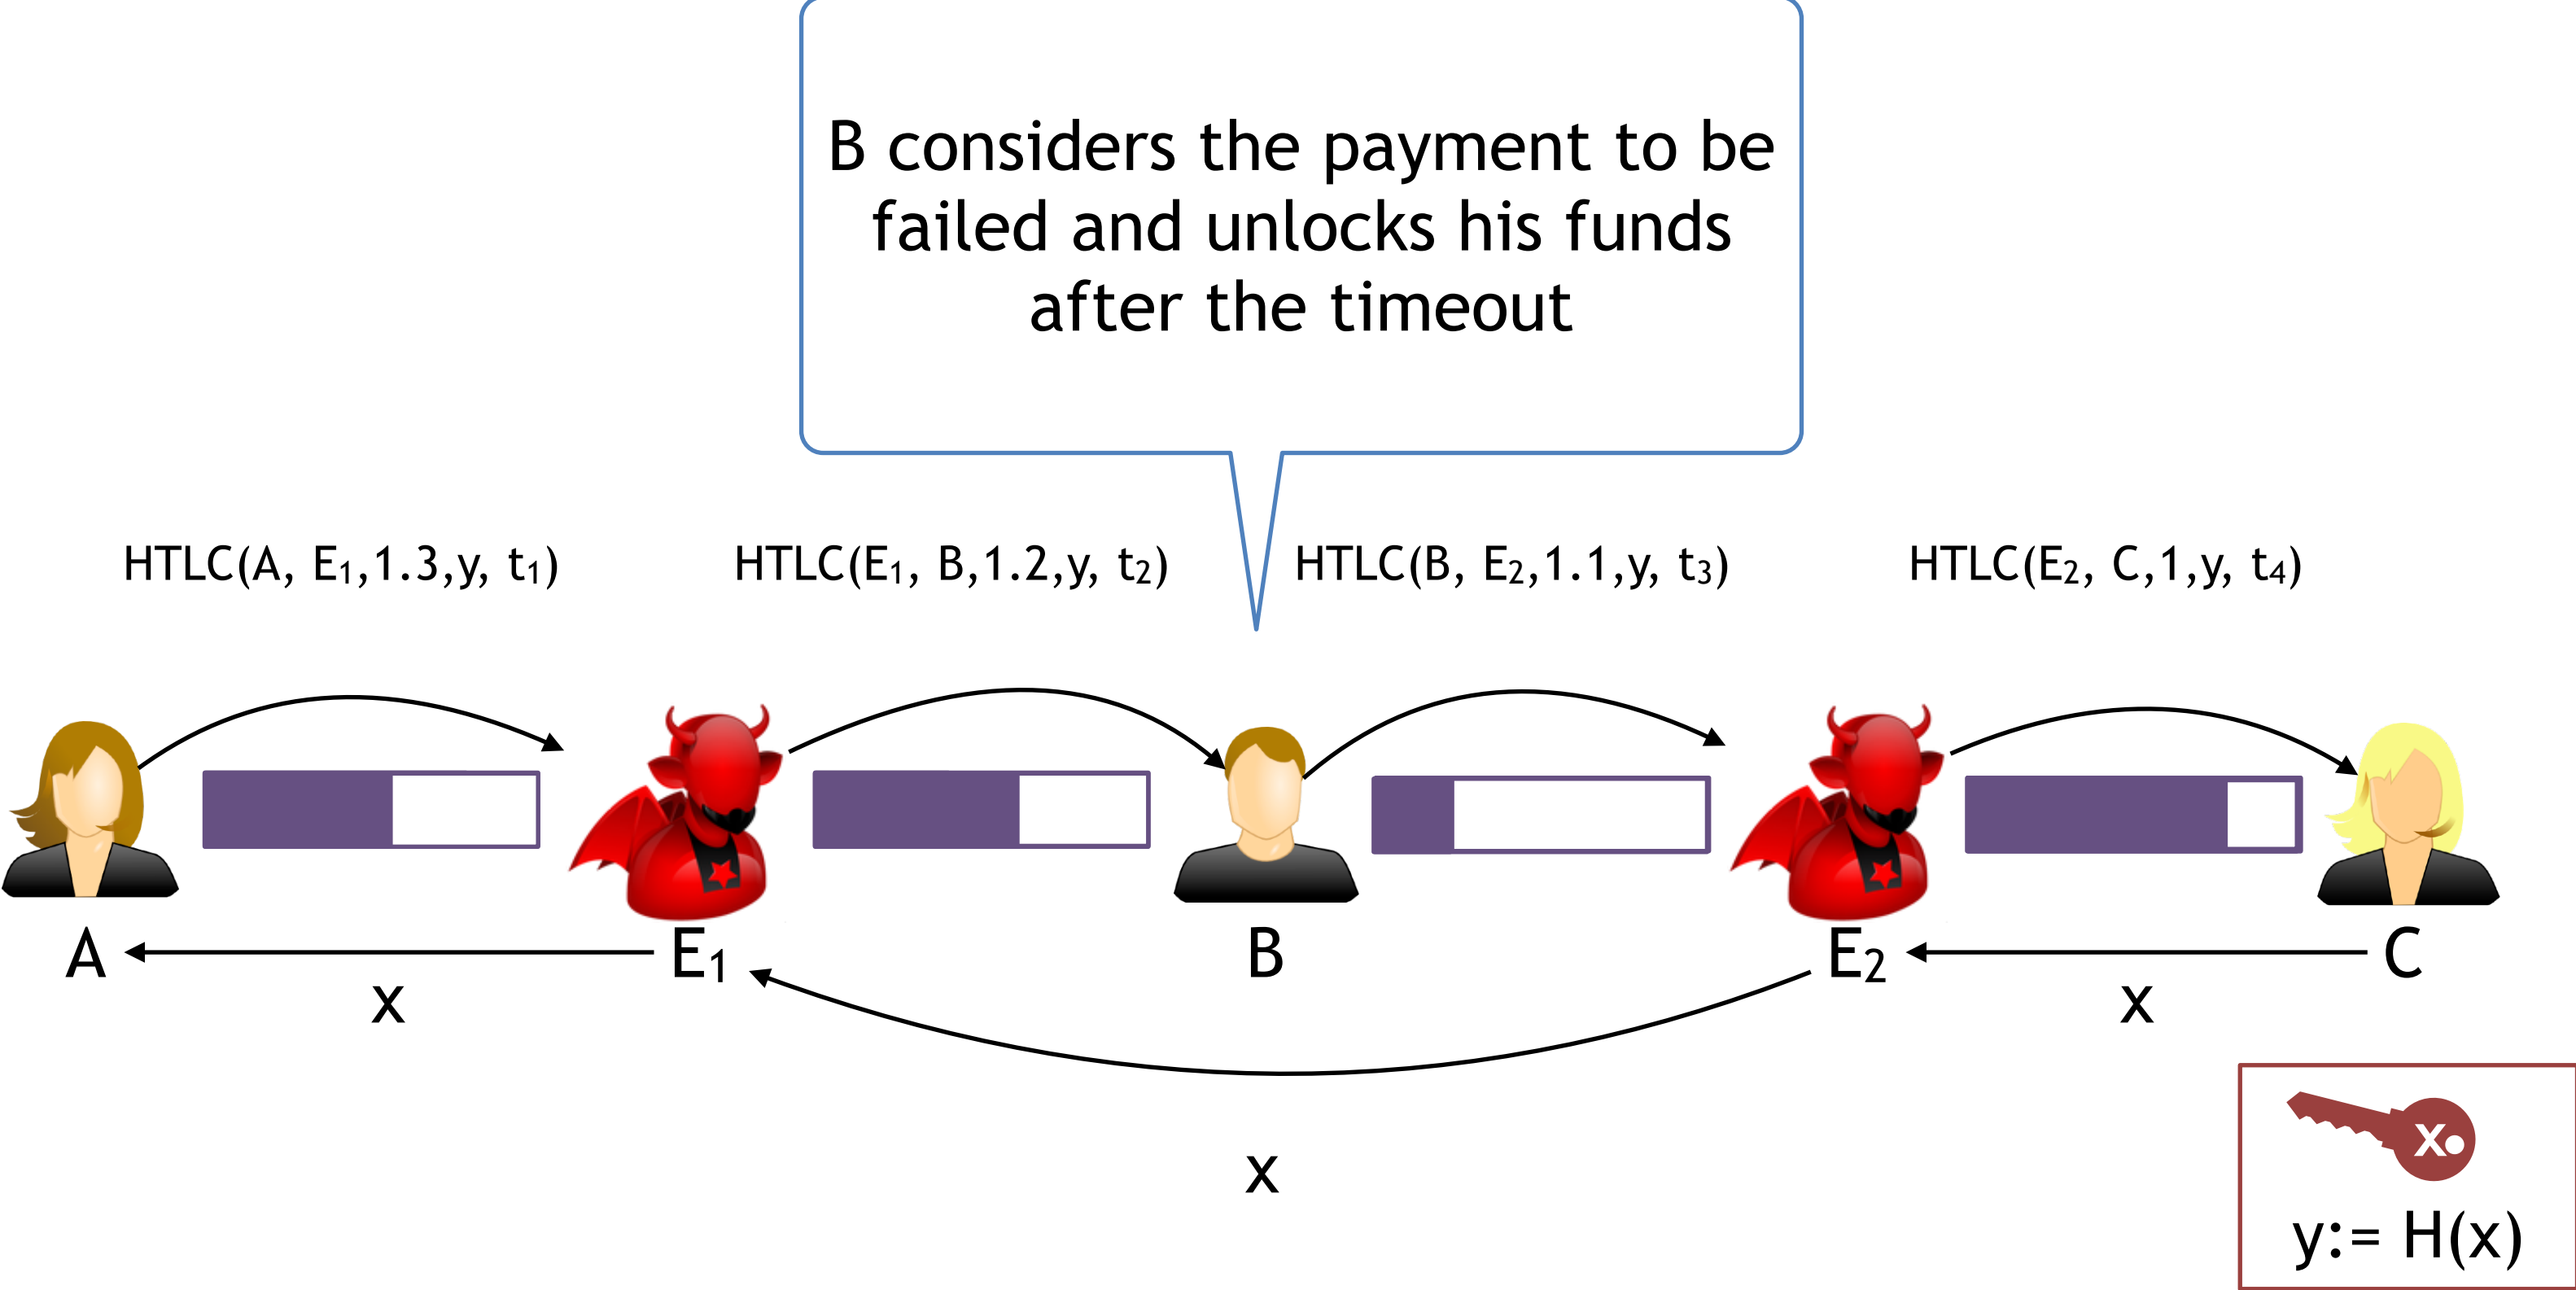 B considers the payment to be
failed and unlocks his funds
after the timeout
HTLC(A, E₁,1.3,y, t₁)
HTLC(E₁, B,1.2,y, t₂)
HTLC(B, E₂,1.1,y, t₃)
HTLC(E₂, C,1,y, t₄)
A
E₁
B
E₂
C
x
x
x
x
y:= H(x)